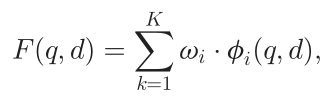 F(q, d) = \sum_{k=1}^{K} \omega_i \cdot \phi_i(q, d),